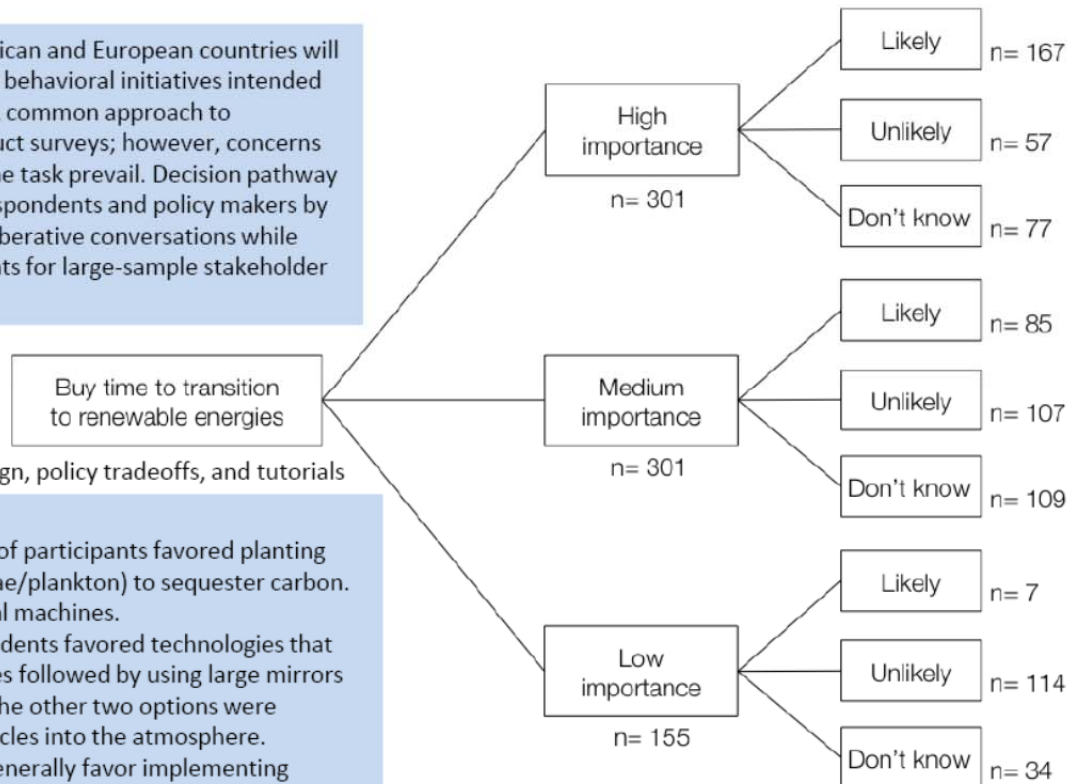 ican and European countries will
behavioral initiatives intended
common approach to
uct surveys; however, concerns
task prevail. Decision pathway
spondents and policy makers by
berative conversations while
ts for large-sample stakeholder
Buy time to transition
to renewable energies
gn, policy tradeoffs, and tutorials
of participants favored planting
ae/plankton) to sequester carbon.
al machines.
dents favored technologies that
es followed by using large mirrors
he other two options were
cles into the atmosphere.
enerally favor implementing
High
importance
n= 301
Likely
n= 167
Unlikely
n= 57
Don't know
n= 77
Medium
importance
n= 301
Likely
n= 85
Unlikely
n= 107
Don't know
n= 109
Low
importance
n= 155
Likely
n= 7
Unlikely
n= 114
Don't know
n= 34